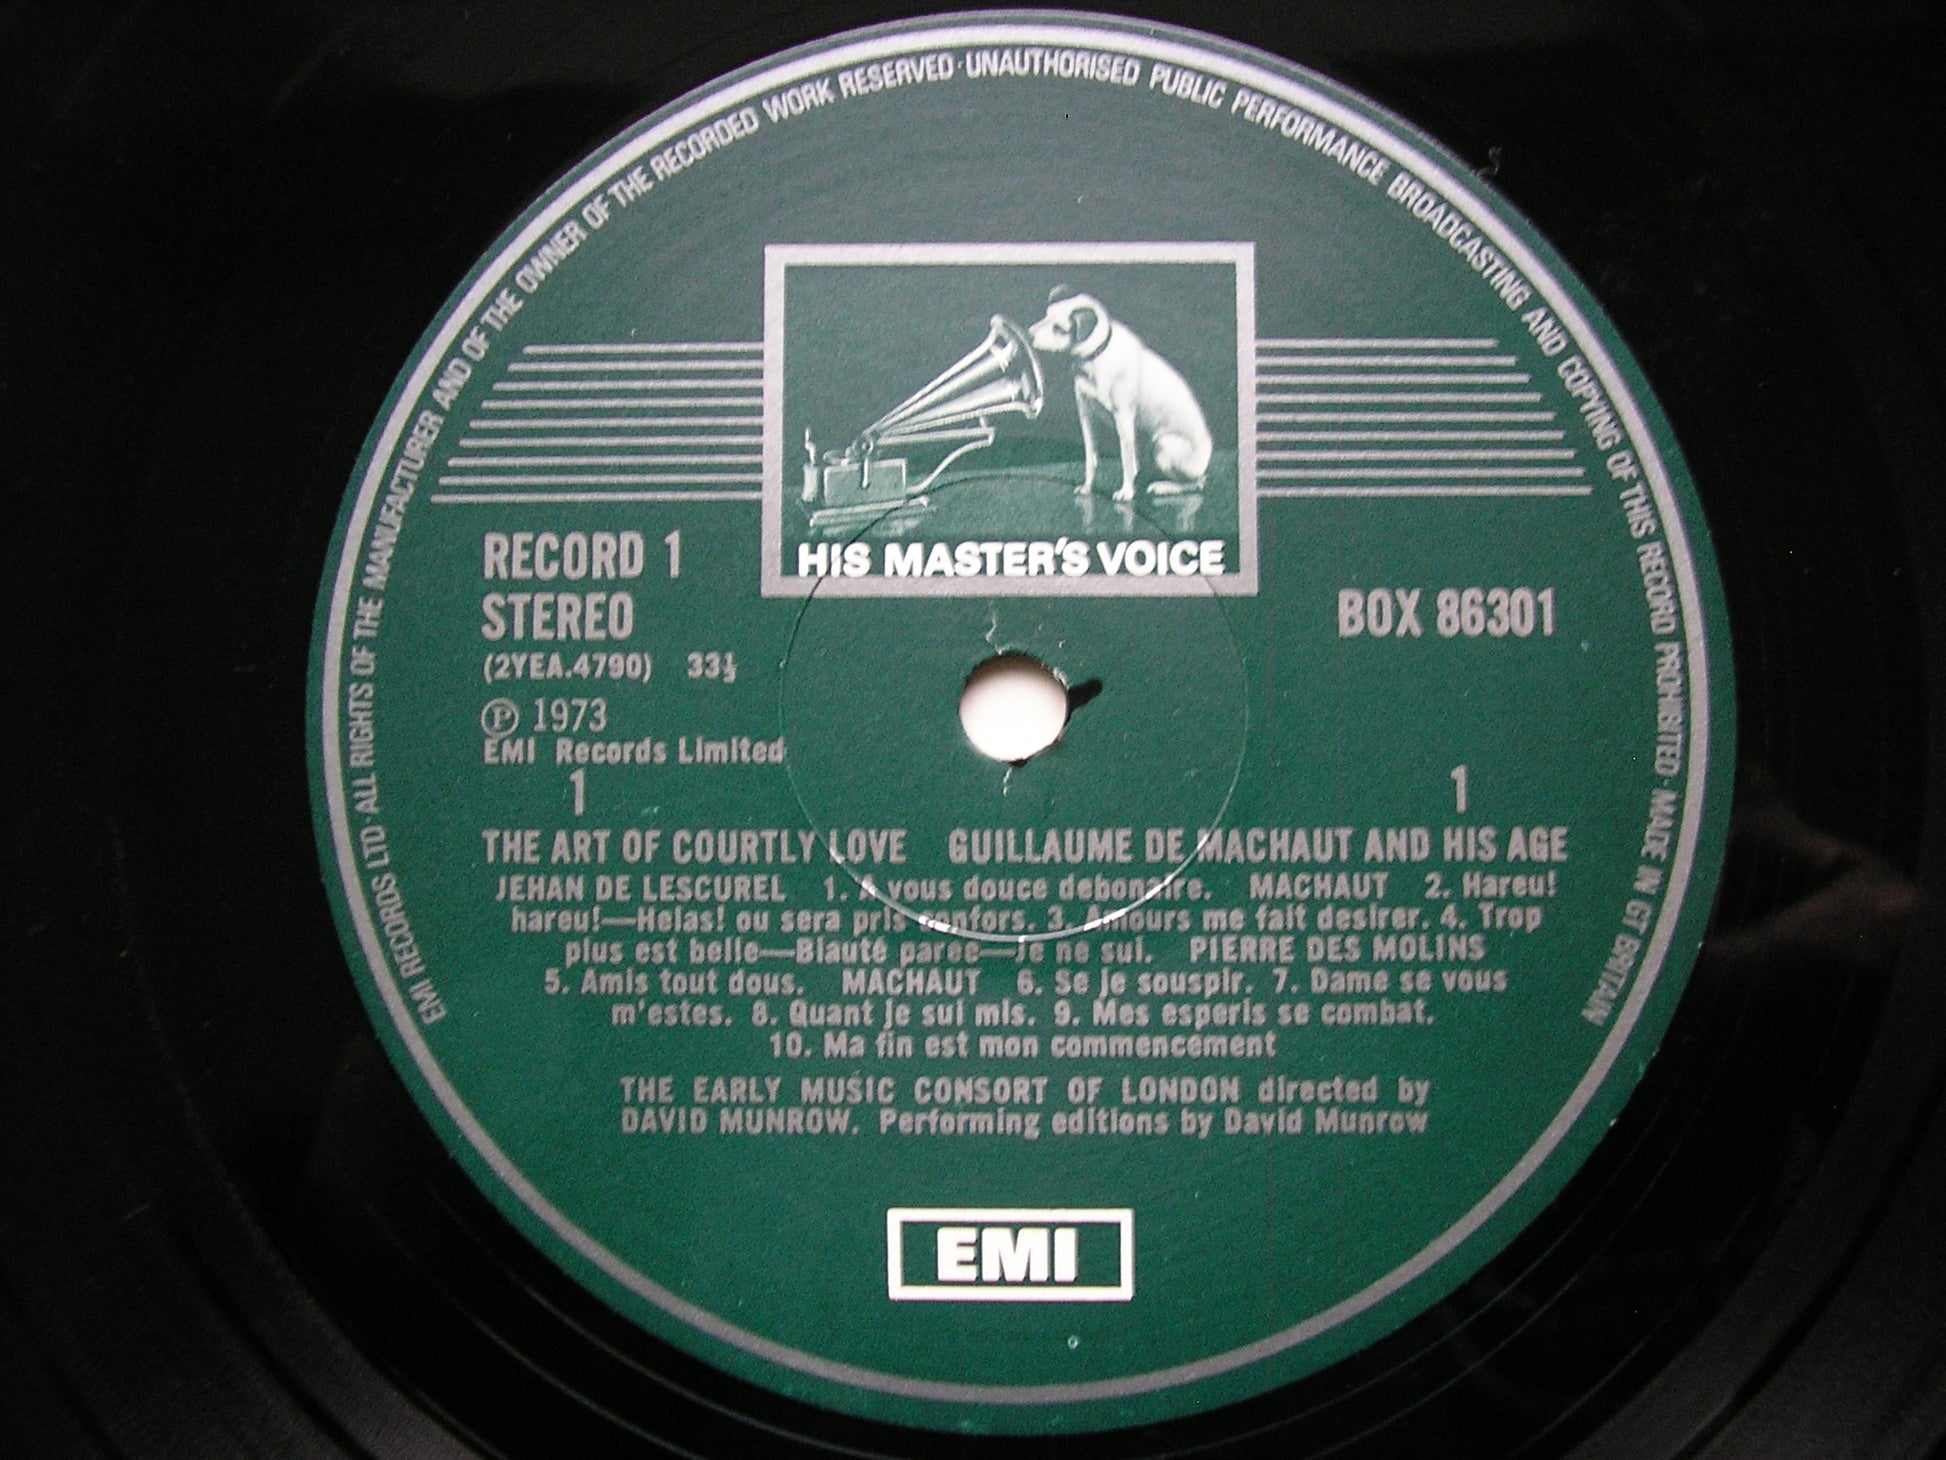 EMI RECORDS LTD·ALL RIGHTS OF THE MANUFACTURER AND OF THE OWNER OF THE RECORDED WORK RESERVED·UNAUTHORISED PUBLIC PERFORMANCE BROADCASTING AND COPYING OF THIS RECORD PROHIBITED·MADE IN GT BRITAIN
HIS MASTER'S VOICE
RECORD 1
STEREO
BOX 86301
(2YEA.4790) 33⅓
Ⓟ 1973
EMI Records Limited
1 1
THE ART OF COURTLY LOVE GUILLAUME DE MACHAUT AND HIS AGE
JEHAN DE LESCUREL 1. A vous douce debonaire. MACHAUT 2. Hareu!
hareu!—Helas! ou sera pris confors. 3. Amours me fait desirer. 4. Trop
plus est belle—Biauté paree—Je ne sui. PIERRE DES MOLINS
5. Amis tout dous. MACHAUT 6. Se je souspir. 7. Dame se vous
m'estes. 8. Quant je sui mis. 9. Mes esperis se combat.
10. Ma fin est mon commencement
THE EARLY MUSIC CONSORT OF LONDON directed by
DAVID MUNROW. Performing editions by David Munrow
EMI